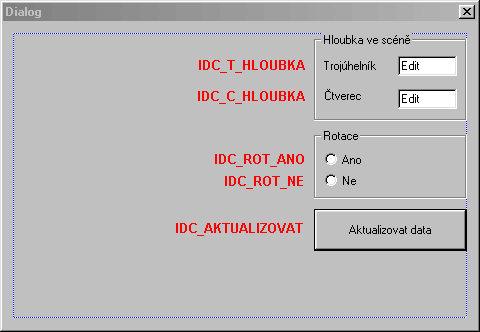 Dialog
Hloubka ve scéně
IDC_T_HLOUBKA Trojúhelník Edit
IDC_C_HLOUBKA Čtverec Edit
Rotace
IDC_ROT_ANO Ano
IDC_ROT_NE Ne
IDC_AKTUALIZOVAT Aktualizovat data